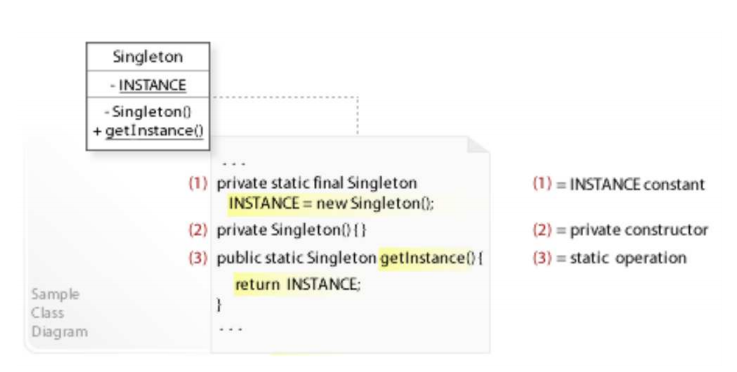 Singleton
- INSTANCE
- Singleton()
+ getInstance()
. . .
(1) private static final Singleton
INSTANCE = new Singleton();
(2) private Singleton(){}
(3) public static Singleton getInstance(){
return INSTANCE;
}
. . .
(1) = INSTANCE constant
(2) = private constructor
(3) = static operation
Sample
Class
Diagram